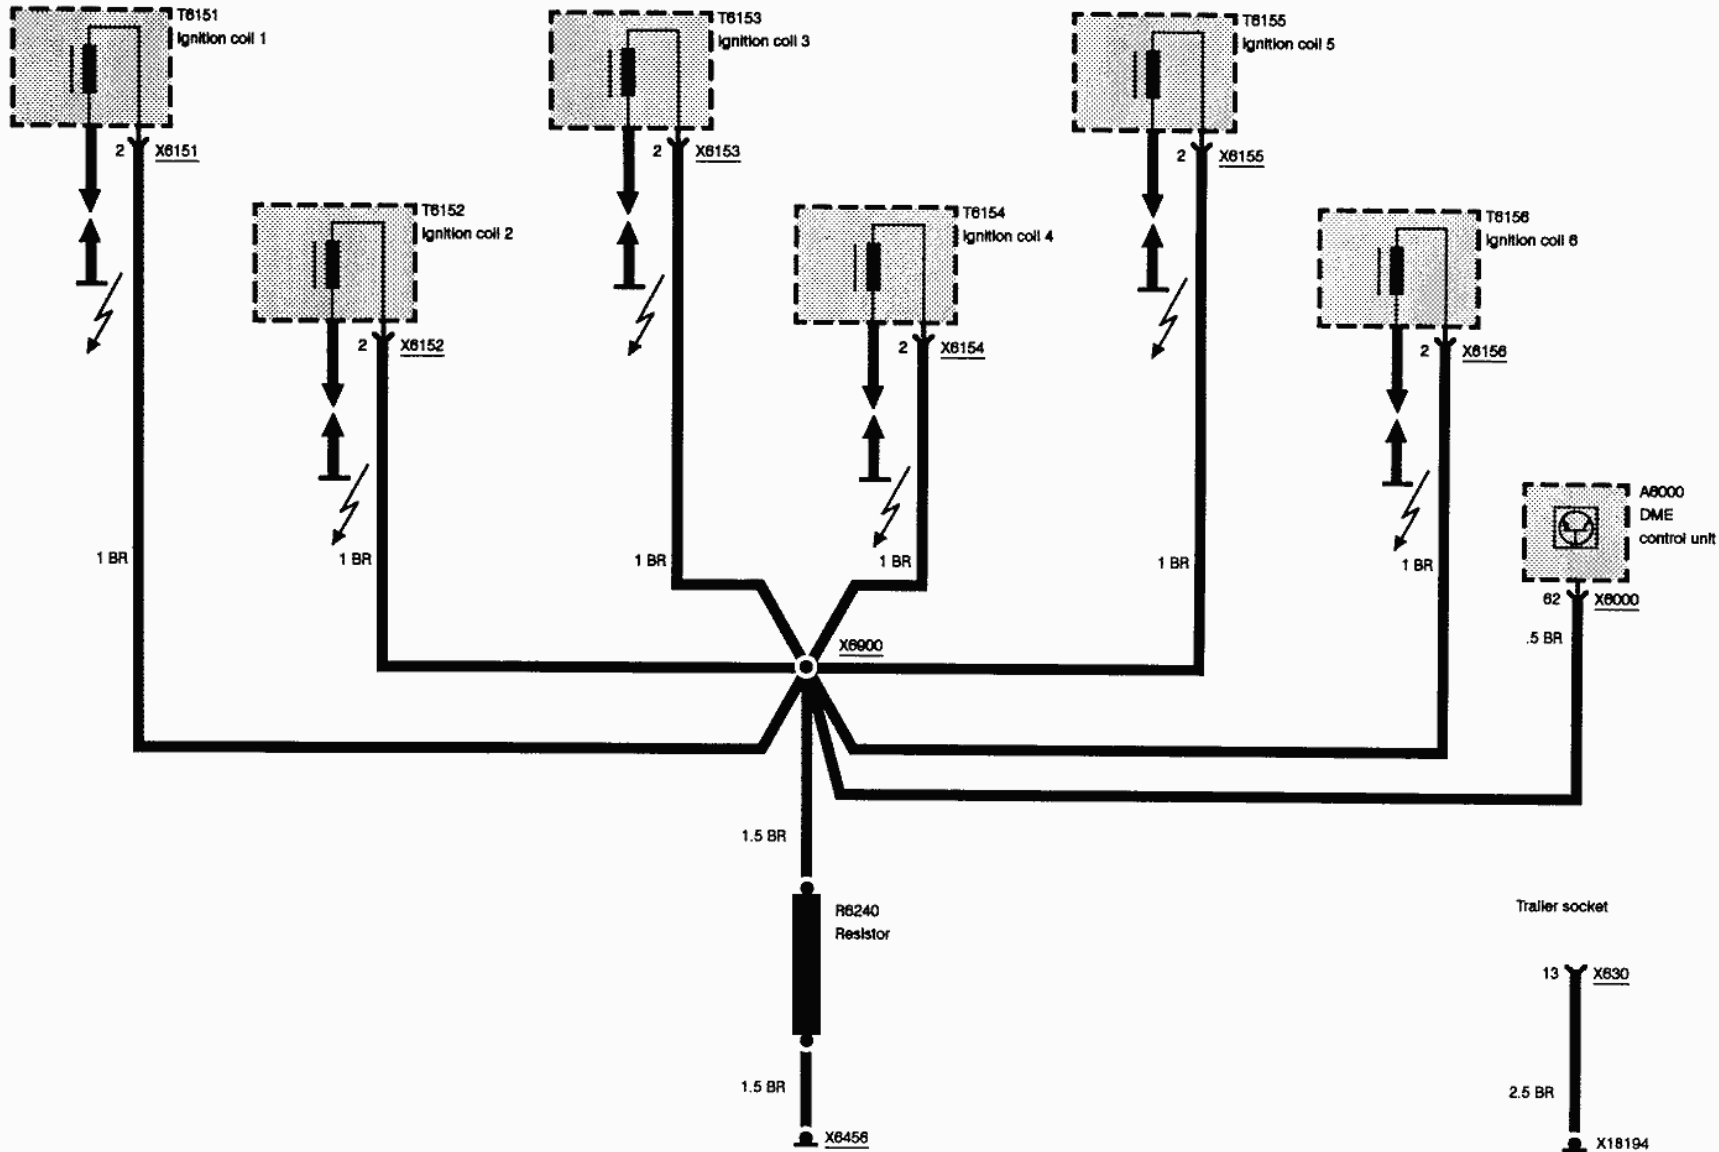 T6151
Ignition coil 1
T6153
Ignition coil 3
T6155
Ignition coil 5
2 X6151
2 X6153
2 X6155
T6152
Ignition coil 2
T6154
Ignition coil 4
T6156
Ignition coil 6
2 X6152
2 X6154
2 X6156
A6000
DME
control unit
1 BR
1 BR
1 BR
1 BR
1 BR
1 BR
62 X6000
.5 BR
X6900
1.5 BR
R6240
Resistor
Trailer socket
13 X630
1.5 BR
2.5 BR
X6456
X18194